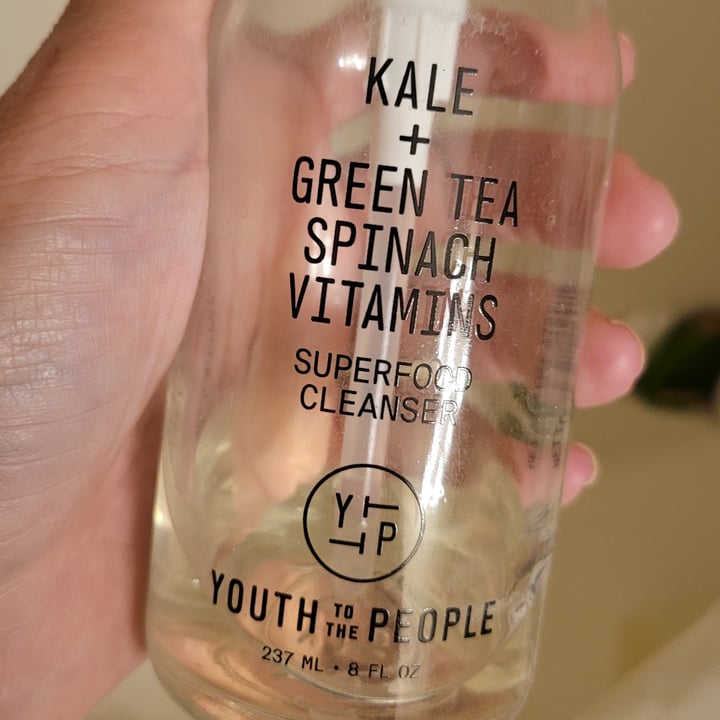 KALE
+
GREEN TEA
SPINACH
VITAMINS
SUPERFOOD
CLEANSER
YTTP
YOUTH TO THE PEOPLE
237 ML • 8 FL OZ